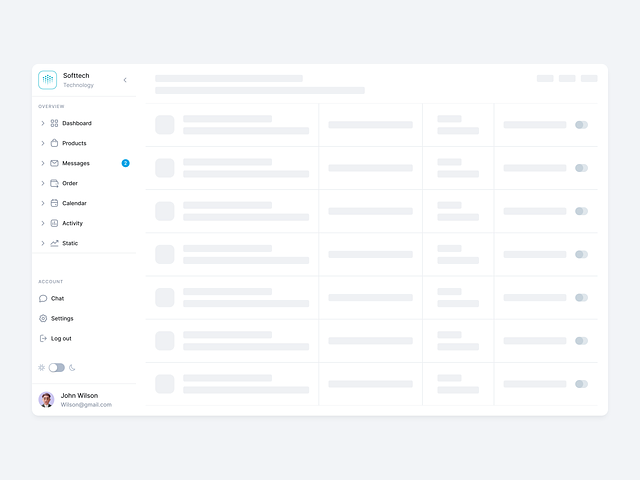 Softtech
Technology
OVERVIEW
Dashboard
Products
Messages 2
Order
Calendar
Activity
Static
ACCOUNT
Chat
Settings
Log out
John Wilson
Wilson@gmail.com